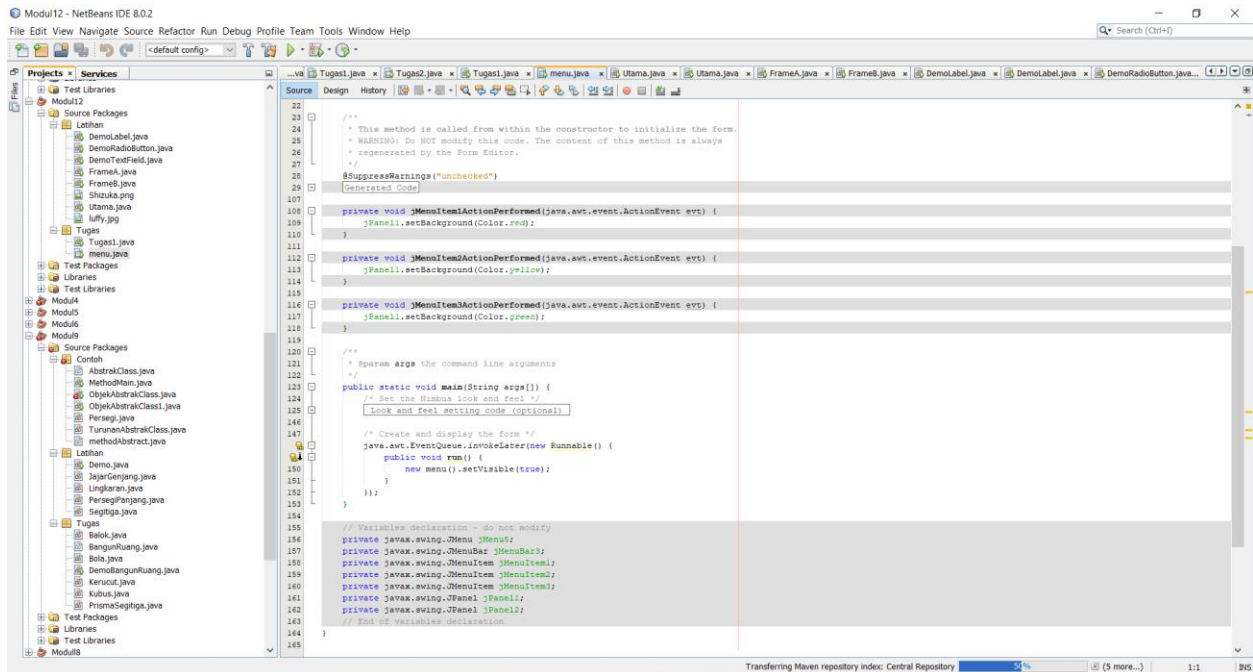 Modul12 - NetBeans IDE 8.0.2
File Edit View Navigate Source Refactor Run Debug Profile Team Tools Window Help
Search (Ctrl+I)
<default config>
Files
Projects Services
Test Libraries
Modul12
Source Packages
Latihan
DemoLabel.java
DemoRadioButton.java
DemoTextField.java
FrameA.java
FrameB.java
Shizuka.png
Utama.java
luffy.jpg
Tugas
Tugas1.java
menu.java
Test Packages
Libraries
Test Libraries
Modul4
Modul5
Modul6
Modul9
Source Packages
Contoh
AbstrakClass.java
MethodMain.java
ObjekAbstrakClass.java
ObjekAbstrakClass1.java
Persegi.java
TurunanAbstrakClass.java
methodAbstract.java
Latihan
Demo.java
JajarGenjang.java
Lingkaran.java
PersegiPanjang.java
Segitiga.java
Tugas
Balok.java
BangunRuang.java
Bola.java
DemoBangunRuang.java
Kerucut.java
Kubus.java
PrismaSegitiga.java
Test Packages
Libraries
Test Libraries
Modul8
...va Tugas1.java Tugas2.java Tugas1.java menu.java Utama.java Utama.java FrameA.java FrameB.java DemoLabel.java DemoLabel.java DemoRadioButton.java...
Source Design History
22
23 /**
24 * This method is called from within the constructor to initialize the form.
25 * WARNING: Do NOT modify this code. The content of this method is always
26 * regenerated by the Form Editor.
27 */
28 @SuppressWarnings("unchecked")
29 Generated Code
107
108 private void jMenuItem1ActionPerformed(java.awt.event.ActionEvent evt) {
109 jPanel1.setBackground(Color.red);
110 }
111
112 private void jMenuItem2ActionPerformed(java.awt.event.ActionEvent evt) {
113 jPanel1.setBackground(Color.yellow);
114 }
115
116 private void jMenuItem3ActionPerformed(java.awt.event.ActionEvent evt) {
117 jPanel1.setBackground(Color.green);
118 }
119
120 /**
121 * @param args the command line arguments
122 */
123 public static void main(String args[]) {
124 /* Set the Nimbus look and feel */
125 Look and feel setting code (optional)
146
147 /* Create and display the form */
java.awt.EventQueue.invokeLater(new Runnable() {
public void run() {
150 new menu().setVisible(true);
151 }
152 });
153 }
154
155 // Variables declaration - do not modify
156 private javax.swing.JMenu jMenu5;
157 private javax.swing.JMenuBar jMenuBar3;
158 private javax.swing.JMenuItem jMenuItem1;
159 private javax.swing.JMenuItem jMenuItem2;
160 private javax.swing.JMenuItem jMenuItem3;
161 private javax.swing.JPanel jPanel1;
162 private javax.swing.JPanel jPanel2;
163 // End of variables declaration
164 }
165
Transferring Maven repository index: Central Repository 50% (5 more...) 1:1 INS